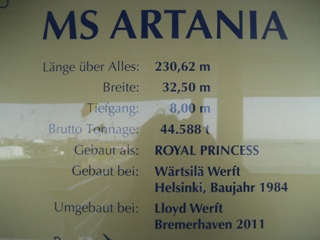 MS ARTANIA
Länge über Alles: 230,62 m
Breite: 32,50 m
Tiefgang: 8,00 m
Brutto Tonnage: 44.588 t
Gebaut als: ROYAL PRINCESS
Gebaut bei: Wärtsilä Werft
Helsinki, Baujahr 1984
Umgebaut bei: Lloyd Werft
Bremerhaven 2011